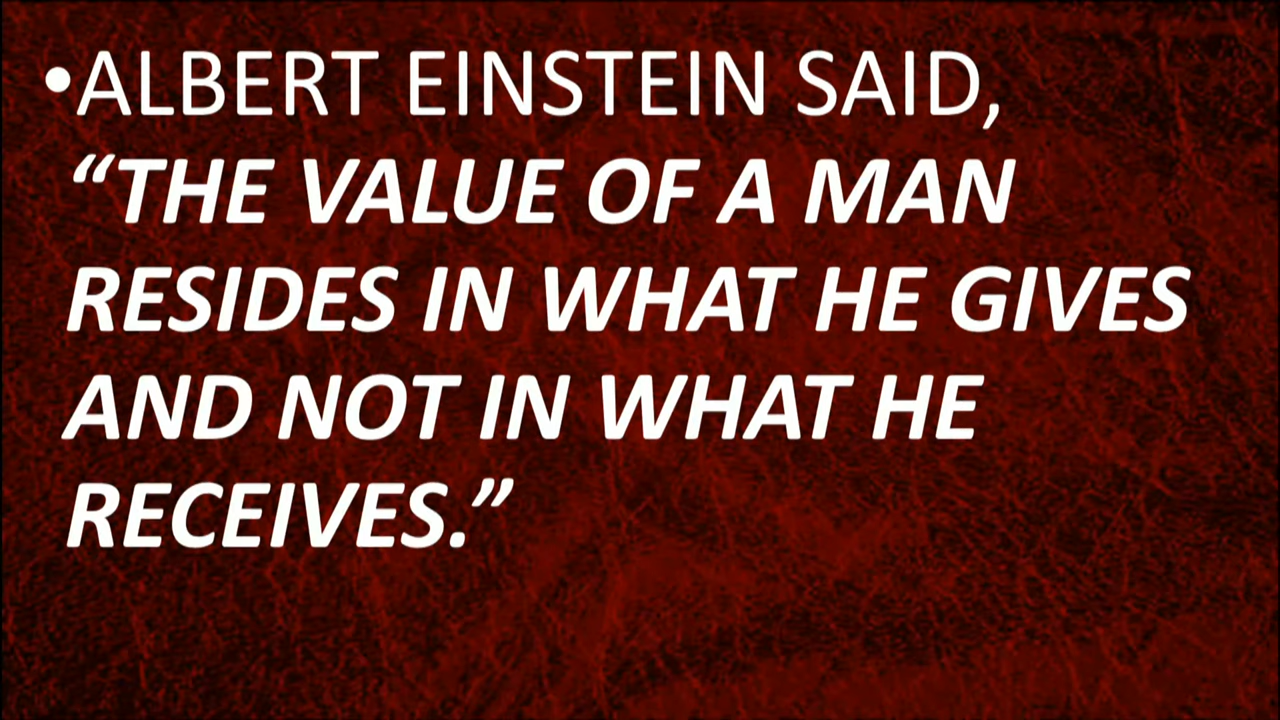 •ALBERT EINSTEIN SAID,
“THE VALUE OF A MAN
RESIDES IN WHAT HE GIVES
AND NOT IN WHAT HE
RECEIVES.”